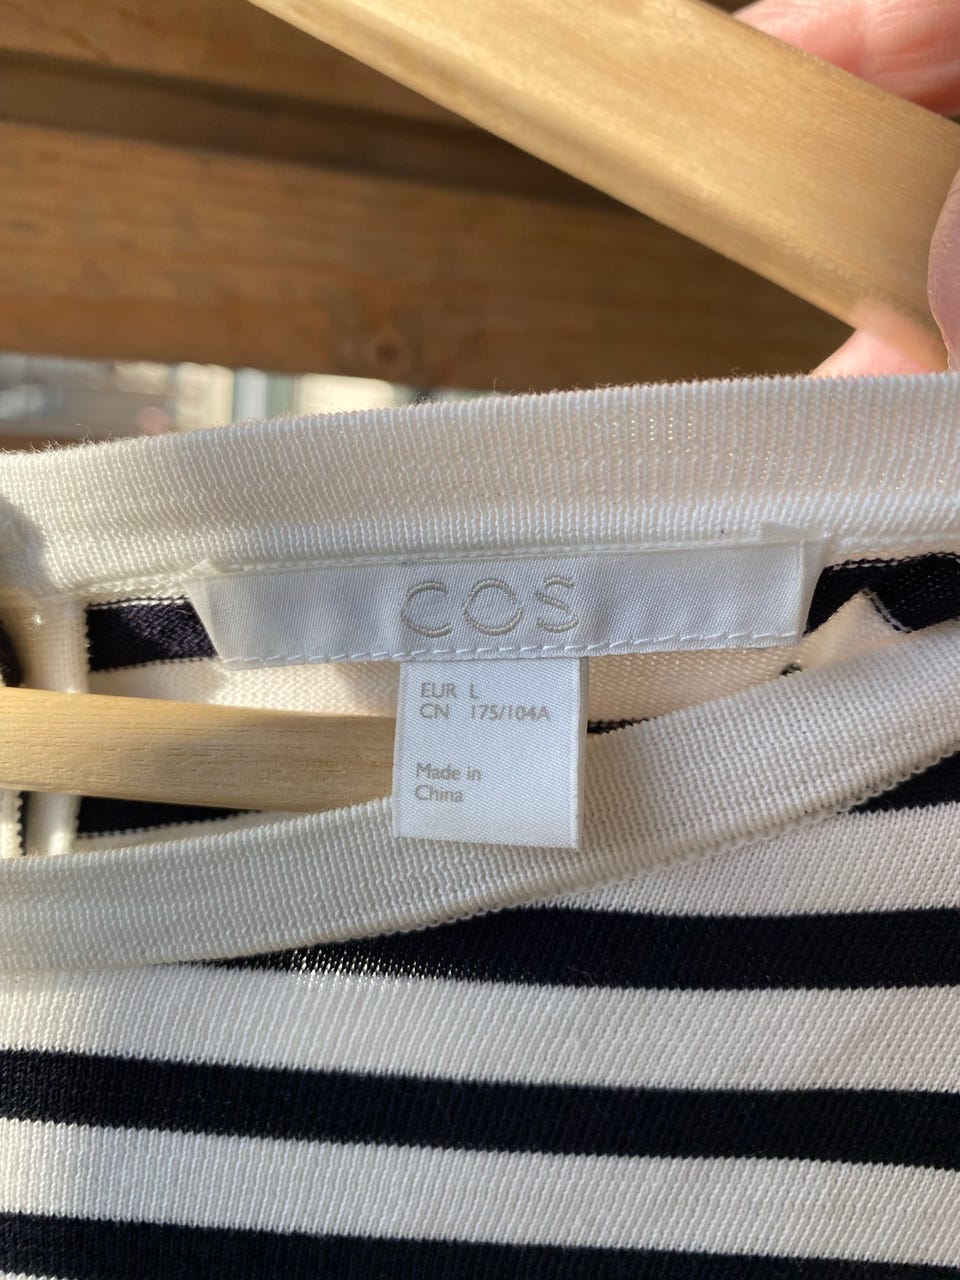 COS
EUR L
CN 175/104A
Made in
China